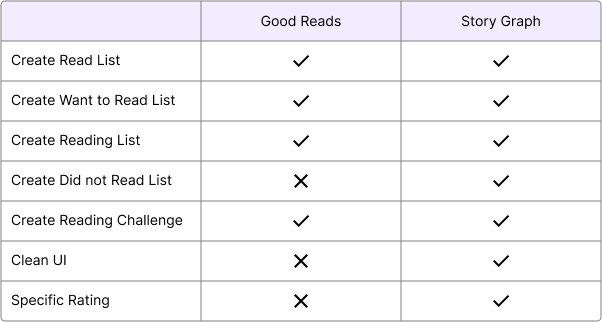 Good Reads Story Graph
Create Read List ✓ ✓
Create Want to Read List ✓ ✓
Create Reading List ✓ ✓
Create Did not Read List ✕ ✓
Create Reading Challenge ✓ ✓
Clean UI ✕ ✓
Specific Rating ✕ ✓